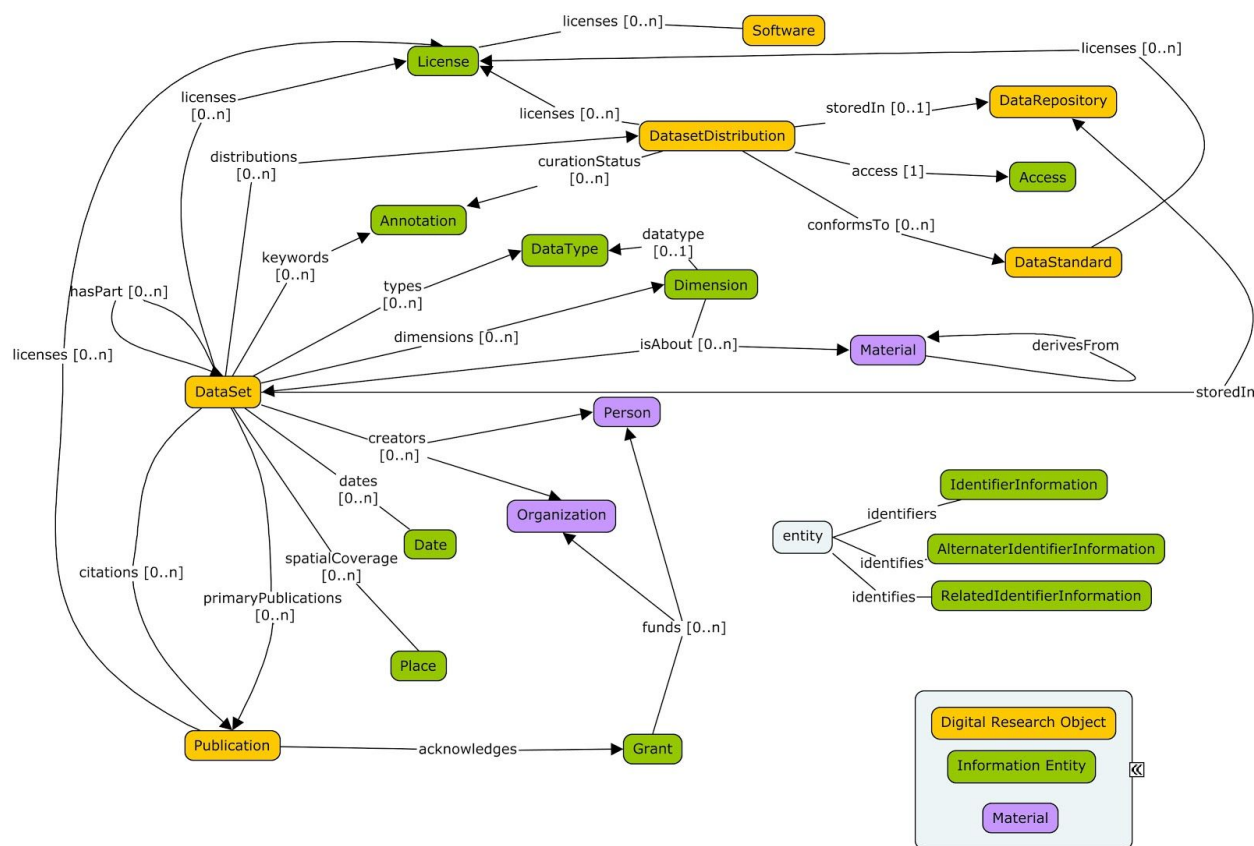 licenses [0..n]
Software
License
licenses [0..n]
licenses
[0..n]
licenses [0..n]
storedIn [0..1]
DataRepository
DatasetDistribution
distributions
[0..n]
curationStatus
[0..n]
access [1]
Access
Annotation
conformsTo [0..n]
datatype
[0..1]
DataType
keywords
[0..n]
DataStandard
Dimension
hasPart [0..n]
types
[0..n]
dimensions [0..n]
isAbout [0..n]
Material
derivesFrom
licenses [0..n]
DataSet
storedIn
Person
creators
[0..n]
dates
[0..n]
IdentifierInformation
Organization
identifiers
entity
Date
AlternaterIdentifierInformation
spatialCoverage
[0..n]
identifies
citations [0..n]
primaryPublications
[0..n]
identifies
RelatedIdentifierInformation
funds [0..n]
Place
Publication
acknowledges
Grant
Digital Research Object
Information Entity
Material